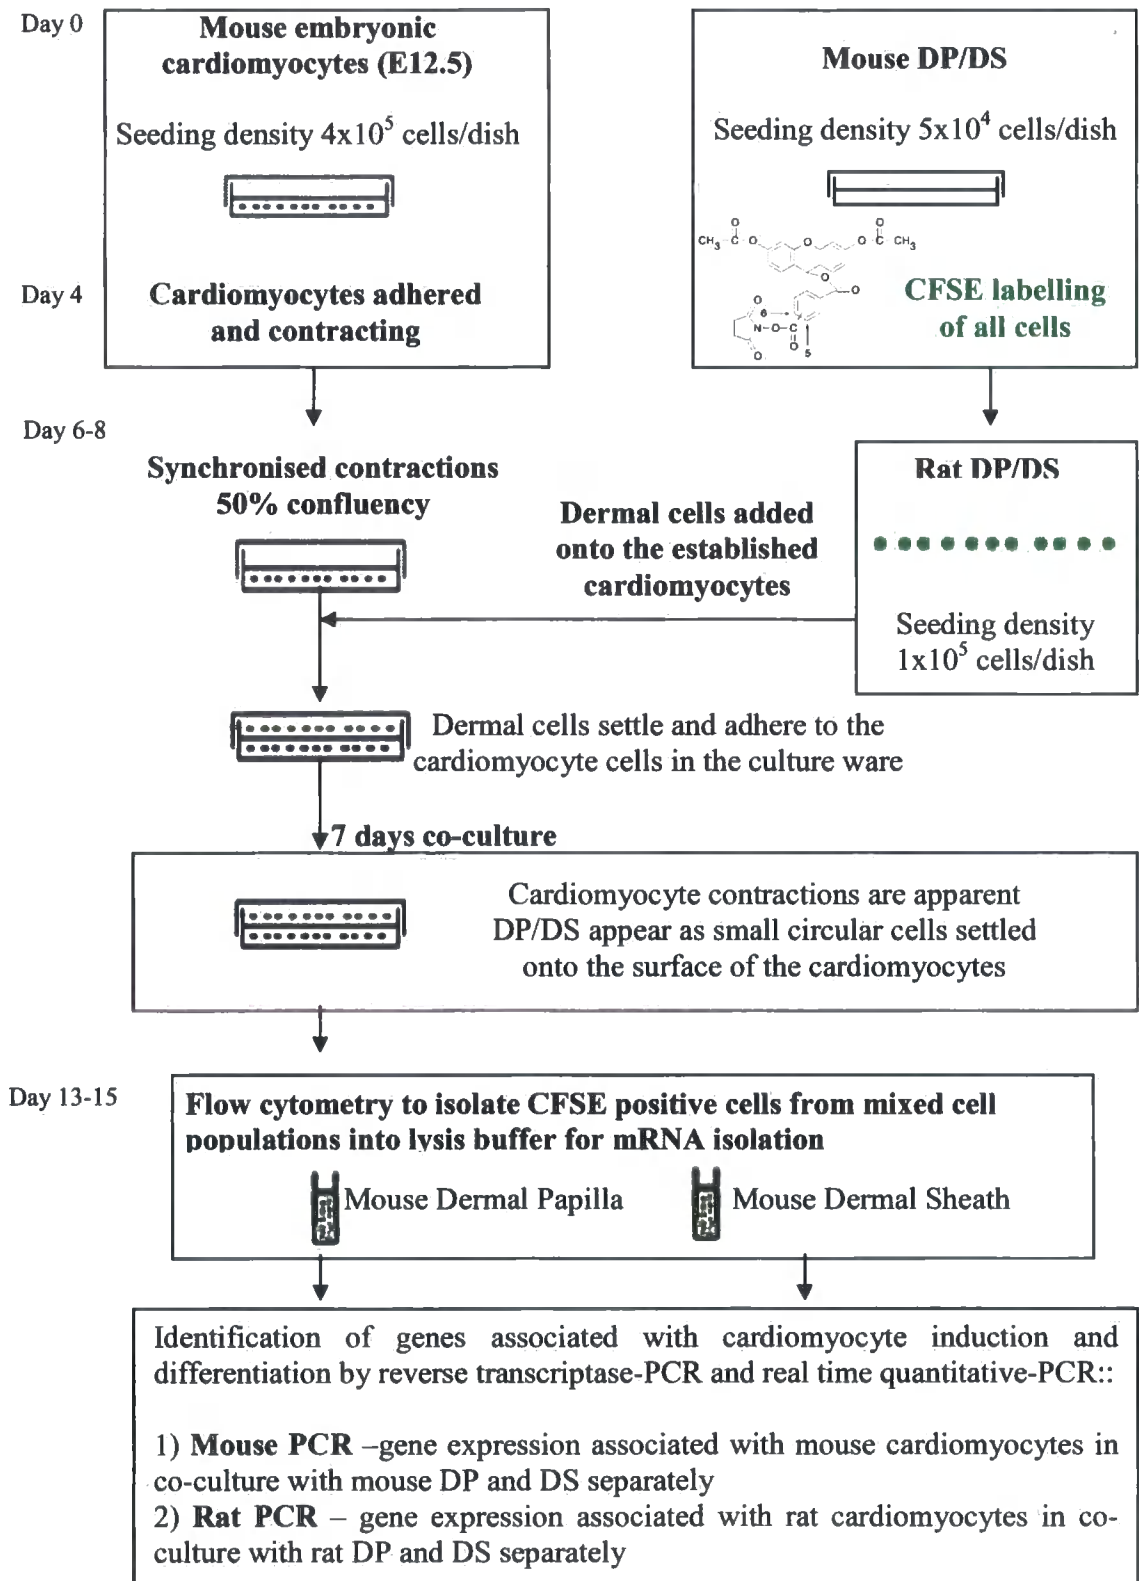 Day 0
Mouse embryonic
cardiomyocytes (E12.5)
Seeding density 4x10⁵ cells/dish
Day 4
Cardiomyocytes adhered
and contracting
Mouse DP/DS
Seeding density 5x10⁴ cells/dish
O O
CH₃ C O O O C CH₃
O
O
O
6
N O C
O
O 5
CFSE labelling
of all cells
Day 6-8
Synchronised contractions
50% confluency
Dermal cells added
onto the established
cardiomyocytes
Rat DP/DS
Seeding density
1x10⁵ cells/dish
Dermal cells settle and adhere to the
cardiomyocyte cells in the culture ware
7 days co-culture
Cardiomyocyte contractions are apparent
DP/DS appear as small circular cells settled
onto the surface of the cardiomyocytes
Day 13-15
Flow cytometry to isolate CFSE positive cells from mixed cell
populations into lysis buffer for mRNA isolation
Mouse Dermal Papilla
Mouse Dermal Sheath
Identification of genes associated with cardiomyocyte induction and
differentiation by reverse transcriptase-PCR and real time quantitative-PCR::
1) Mouse PCR –gene expression associated with mouse cardiomyocytes in
co-culture with mouse DP and DS separately
2) Rat PCR – gene expression associated with rat cardiomyocytes in co-
culture with rat DP and DS separately